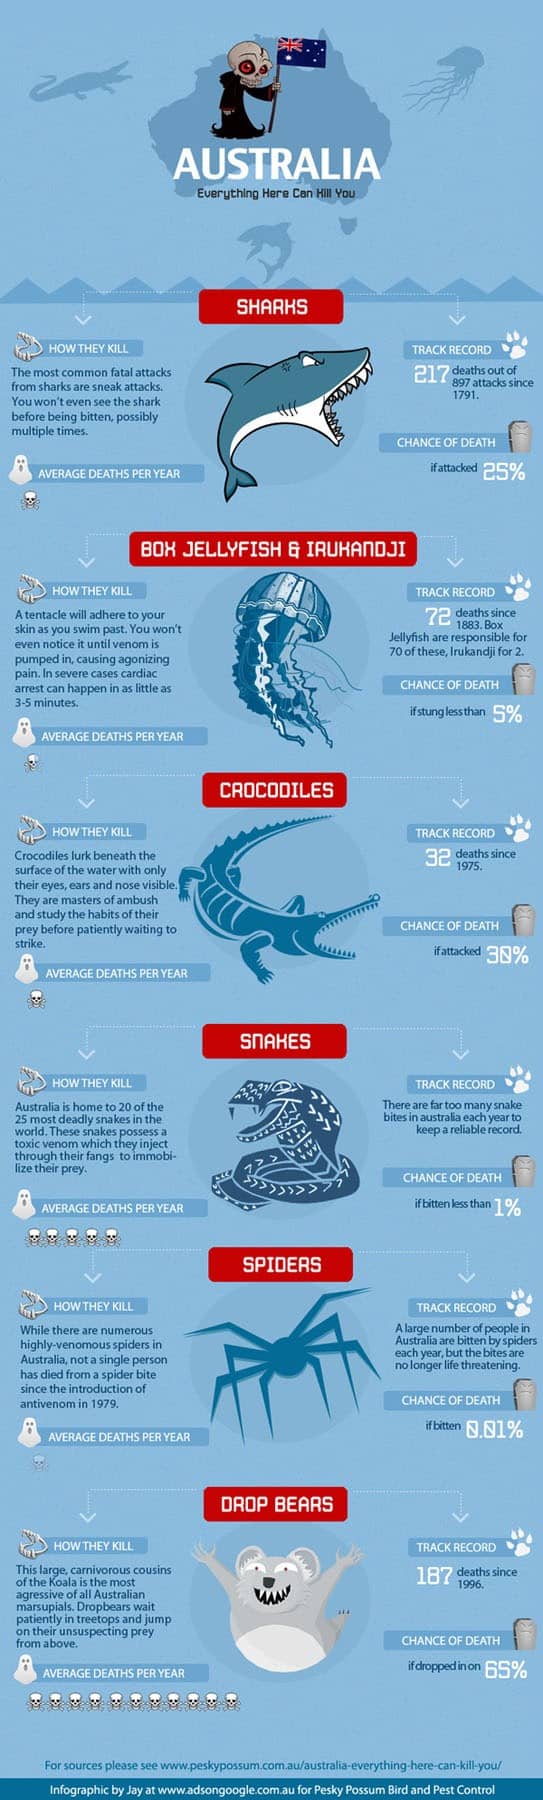 AUSTRALIA
Everything Here Can Kill You
SHARKS
HOW THEY KILL
The most common fatal attacks
from sharks are sneak attacks.
You won't even see the shark
before being bitten, possibly
multiple times.
AVERAGE DEATHS PER YEAR
TRACK RECORD
217 deaths out of
897 attacks since
1791.
CHANCE OF DEATH
if attacked 25%
BOX JELLYFISH & IRUKANDJI
HOW THEY KILL
A tentacle will adhere to your
skin as you swim past. You won't
even notice it until venom is
pumped in, causing agonizing
pain. In severe cases cardiac
arrest can happen in as little as
3-5 minutes.
AVERAGE DEATHS PER YEAR
TRACK RECORD
72 deaths since
1883. Box
Jellyfish are responsible for
70 of these, Irukandji for 2.
CHANCE OF DEATH
if stung less than 5%
CROCODILES
HOW THEY KILL
Crocodiles lurk beneath the
surface of the water with only
their eyes, ears and nose visible.
They are masters of ambush
and study the habits of their
prey before patiently waiting to
strike.
AVERAGE DEATHS PER YEAR
TRACK RECORD
32 deaths since
1975.
CHANCE OF DEATH
if attacked 30%
SNAKES
HOW THEY KILL
Australia is home to 20 of the
25 most deadly snakes in the
world. These snakes possess a
toxic venom which they inject
through their fangs to immobi-
lize their prey.
AVERAGE DEATHS PER YEAR
TRACK RECORD
There are far too many snake
bites in australia each year to
keep a reliable record.
CHANCE OF DEATH
if bitten less than 1%
SPIDERS
HOW THEY KILL
While there are numerous
highly-venomous spiders in
Australia, not a single person
has died from a spider bite
since the introduction of
antivenom in 1979.
AVERAGE DEATHS PER YEAR
TRACK RECORD
A large number of people in
Australia are bitten by spiders
each year, but the bites are
no longer life threatening.
CHANCE OF DEATH
if bitten 0.01%
DROP BEARS
HOW THEY KILL
This large, carnivorous cousins
of the Koala is the most
agressive of all Australian
marsupials. Dropbears wait
patiently in treetops and jump
on their unsuspecting prey
from above.
AVERAGE DEATHS PER YEAR
TRACK RECORD
187 deaths since
1996.
CHANCE OF DEATH
if dropped in on 65%
For sources please see www.peskypossum.com.au/australia-everything-here-can-kill-you/
Infographic by Jay at www.adsongoogle.com.au for Pesky Possum Bird and Pest Control